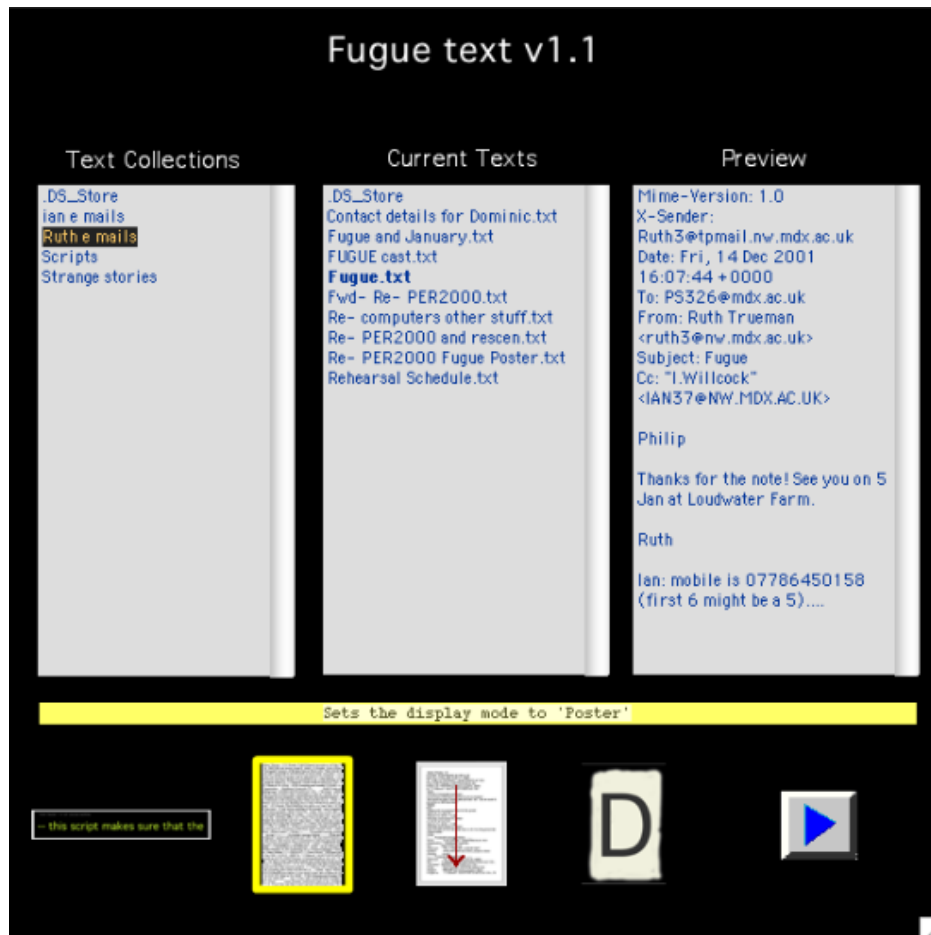 Fugue text v1.1
Text Collections
.DS_Store
ian e mails
Ruth e mails
Scripts
Strange stories
Current Texts
.DS_Store
Contact details for Dominic.txt
Fugue and January.txt
FUGUE cast.txt
Fugue.txt
Fwd- Re- PER2000.txt
Re- computers other stuff.txt
Re- PER2000 and rescen.txt
Re- PER2000 Fugue Poster.txt
Rehearsal Schedule.txt
Preview
Mime-Version: 1.0
X-Sender:
Ruth3@tpmail.nw.mdx.ac.uk
Date: Fri, 14 Dec 2001
16:07:44 +0000
To: PS326@mdx.ac.uk
From: Ruth Trueman
<ruth3@nw.mdx.ac.uk>
Subject: Fugue
Cc: "I.Willcock"
<IAN37@NW.MDX.AC.UK>
Philip
Thanks for the note! See you on 5
Jan at Loudwater Farm.
Ruth
Ian: mobile is 07786450158
(first 6 might be a 5)....
Sets the display mode to 'Poster'
-- this script makes sure that the
D